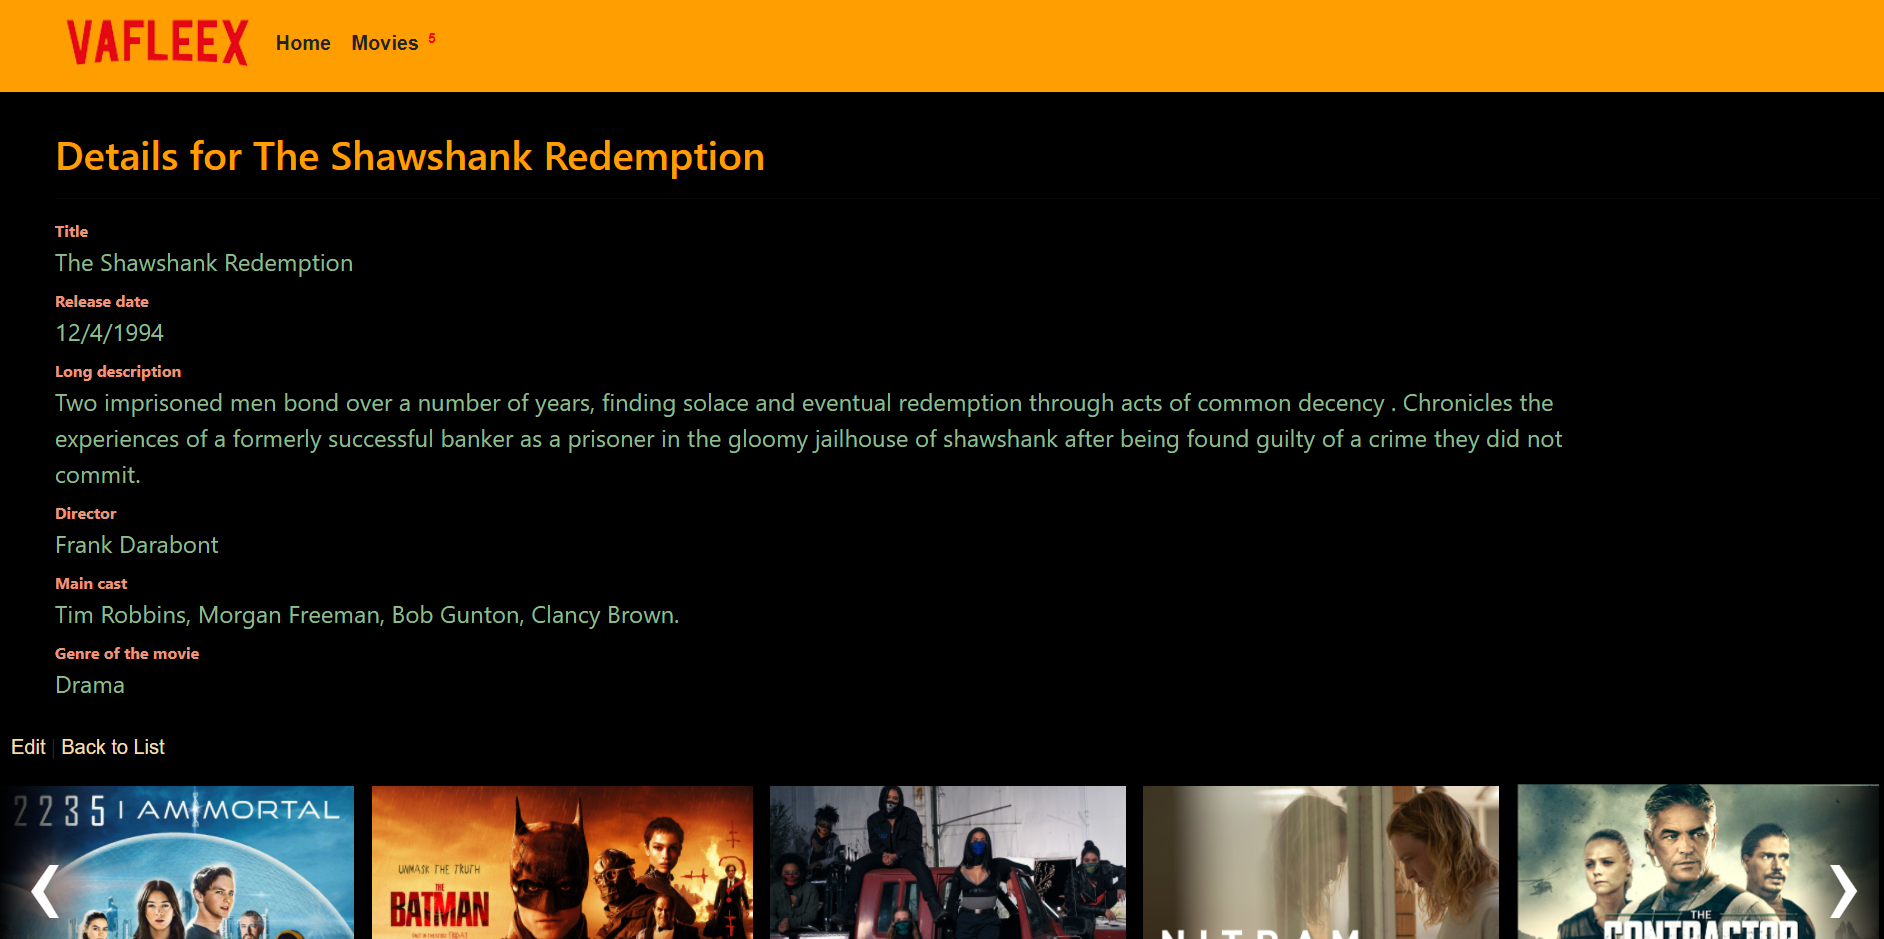 VAFLEEX Home Movies 5
Details for The Shawshank Redemption
Title
The Shawshank Redemption
Release date
12/4/1994
Long description
Two imprisoned men bond over a number of years, finding solace and eventual redemption through acts of common decency . Chronicles the
experiences of a formerly successful banker as a prisoner in the gloomy jailhouse of shawshank after being found guilty of a crime they did not
commit.
Director
Frank Darabont
Main cast
Tim Robbins, Morgan Freeman, Bob Gunton, Clancy Brown.
Genre of the movie
Drama
Edit | Back to List
2235 I AM MORTAL
UNMASK THE TRUTH
THE
BATMAN
NITRAM
THE
CONTRACTOR